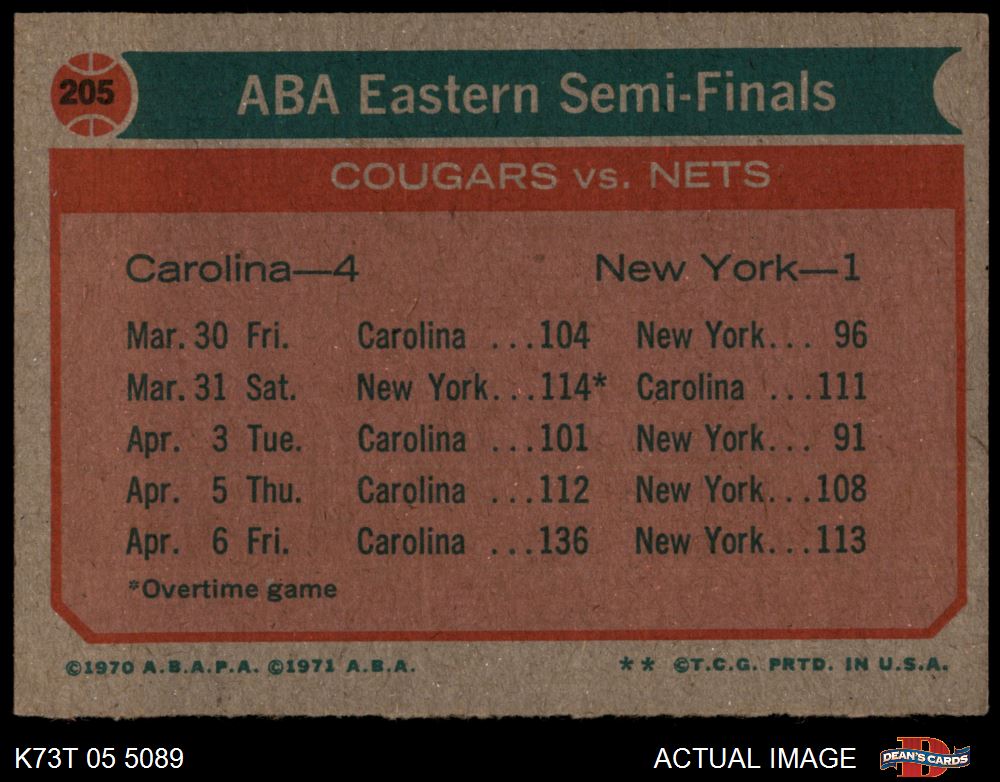 205
ABA Eastern Semi-Finals
COUGARS vs. NETS
Carolina—4 New York—1
Mar. 30 Fri. Carolina ...104 New York... 96
Mar. 31 Sat. New York...114* Carolina ...111
Apr. 3 Tue. Carolina ...101 New York... 91
Apr. 5 Thu. Carolina ...112 New York...108
Apr. 6 Fri. Carolina ...136 New York...113
*Overtime game
©1970 A.B.A.P.A. ©1971 A.B.A. ** ©T.C.G. PRTD. IN U.S.A.
K73T 05 5089 ACTUAL IMAGE DEAN'S CARDS